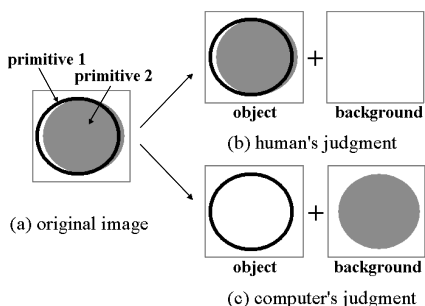 primitive 1
primitive 2
(a) original image
+
object background
(b) human's judgment
+
object background
(c) computer's judgment